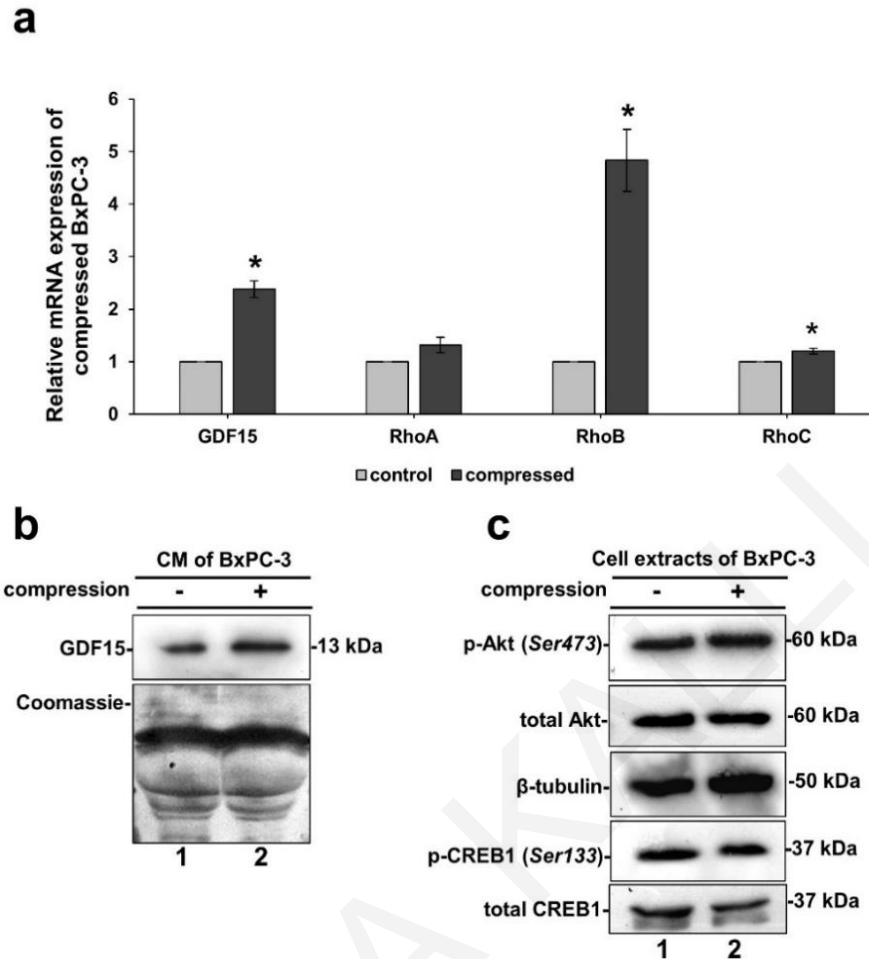 a
Relative mRNA expression of
compressed BxPC-3
6
5
4
3
2
1
0
*
*
*
GDF15 RhoA RhoB RhoC
control compressed
b
CM of BxPC-3
compression - +
GDF15- -13 kDa
Coomassie-
1 2
c
Cell extracts of BxPC-3
compression - +
p-Akt (Ser473)- -60 kDa
total Akt- -60 kDa
β-tubulin- -50 kDa
p-CREB1 (Ser133)- -37 kDa
total CREB1- -37 kDa
1 2
A KALLI